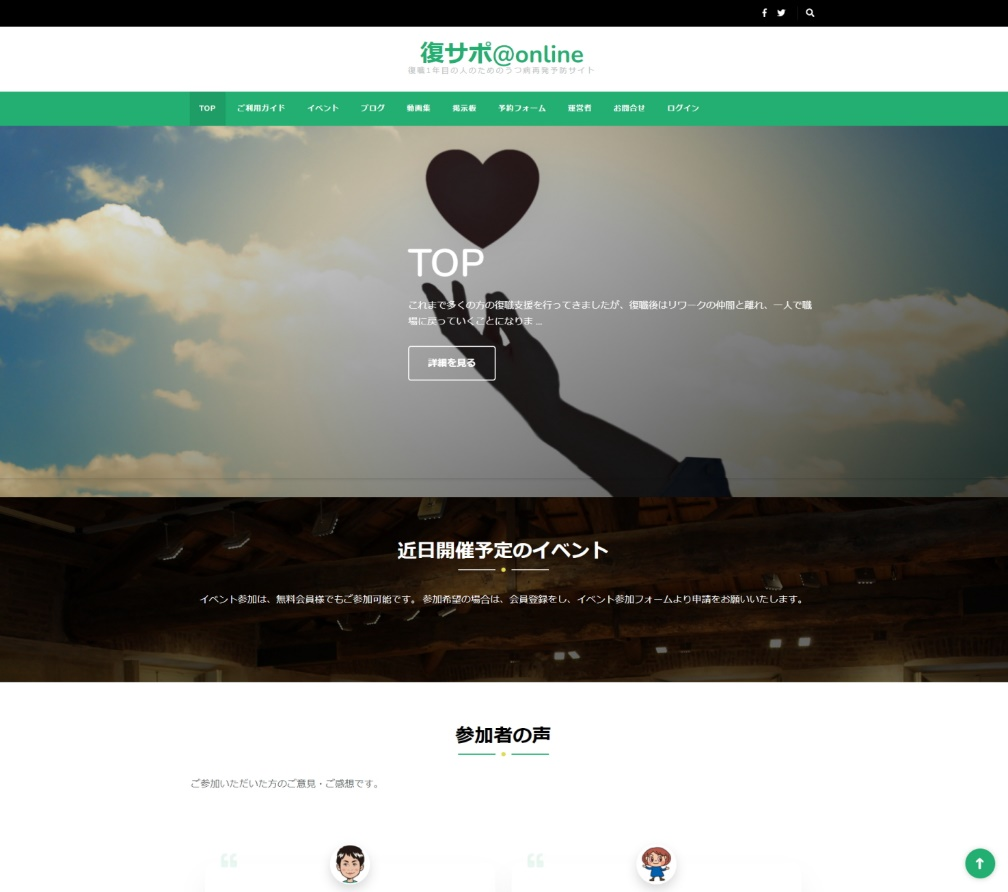 復サポ@online
復職1年目の人のためのうつ病再発予防サイト
TOP ご利用ガイド イベント ブログ 動画集 掲示板 予約フォーム 運営者 お問合せ ログイン
TOP
これまで多くの方の復職支援を行ってきましたが、復職後はリワークの仲間と離れ、一人で職
場に戻っていくことになりま ...
詳細を見る
近日開催予定のイベント
イベント参加は、無料会員様でもご参加可能です。 参加希望の場合は、会員登録をし、イベント参加フォームより申請をお願いいたします。
参加者の声
ご参加いただいた方のご意見・ご感想です。